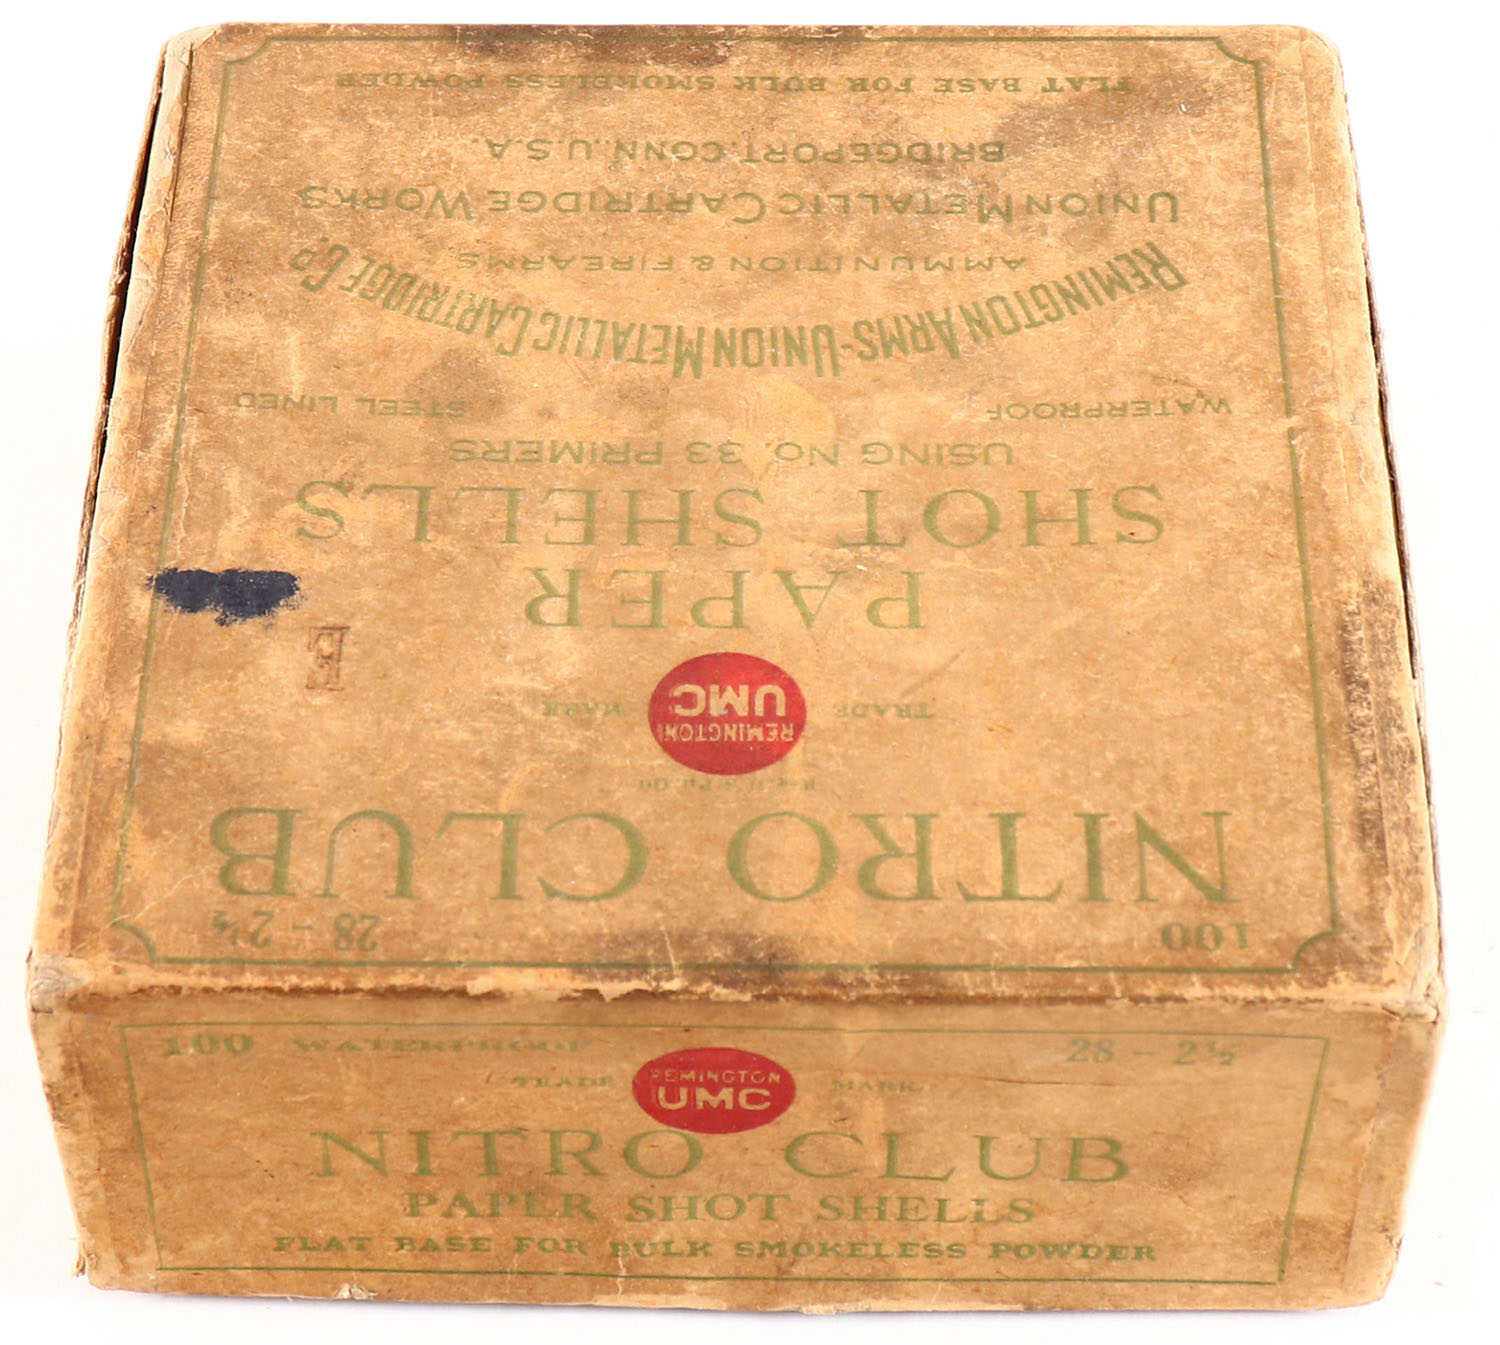 100 28 - 2½
NITRO CLUB
TRADE REMINGTON UMC MARK
E
PAPER
SHOT SHELLS
USING NO. 33 PRIMERS
WATERPROOF STEEL LINED
REMINGTON ARMS-UNION METALLIC CARTRIDGE CO.
AMMUNITION & FIREARMS
UNION METALLIC CARTRIDGE WORKS
BRIDGEPORT. CONN. U.S.A.
FLAT BASE FOR BULK SMOKELESS POWDER
100 WATERPROOF 28 - 2½
TRADE REMINGTON UMC MARK
NITRO CLUB
PAPER SHOT SHELLS
FLAT BASE FOR BULK SMOKELESS POWDER